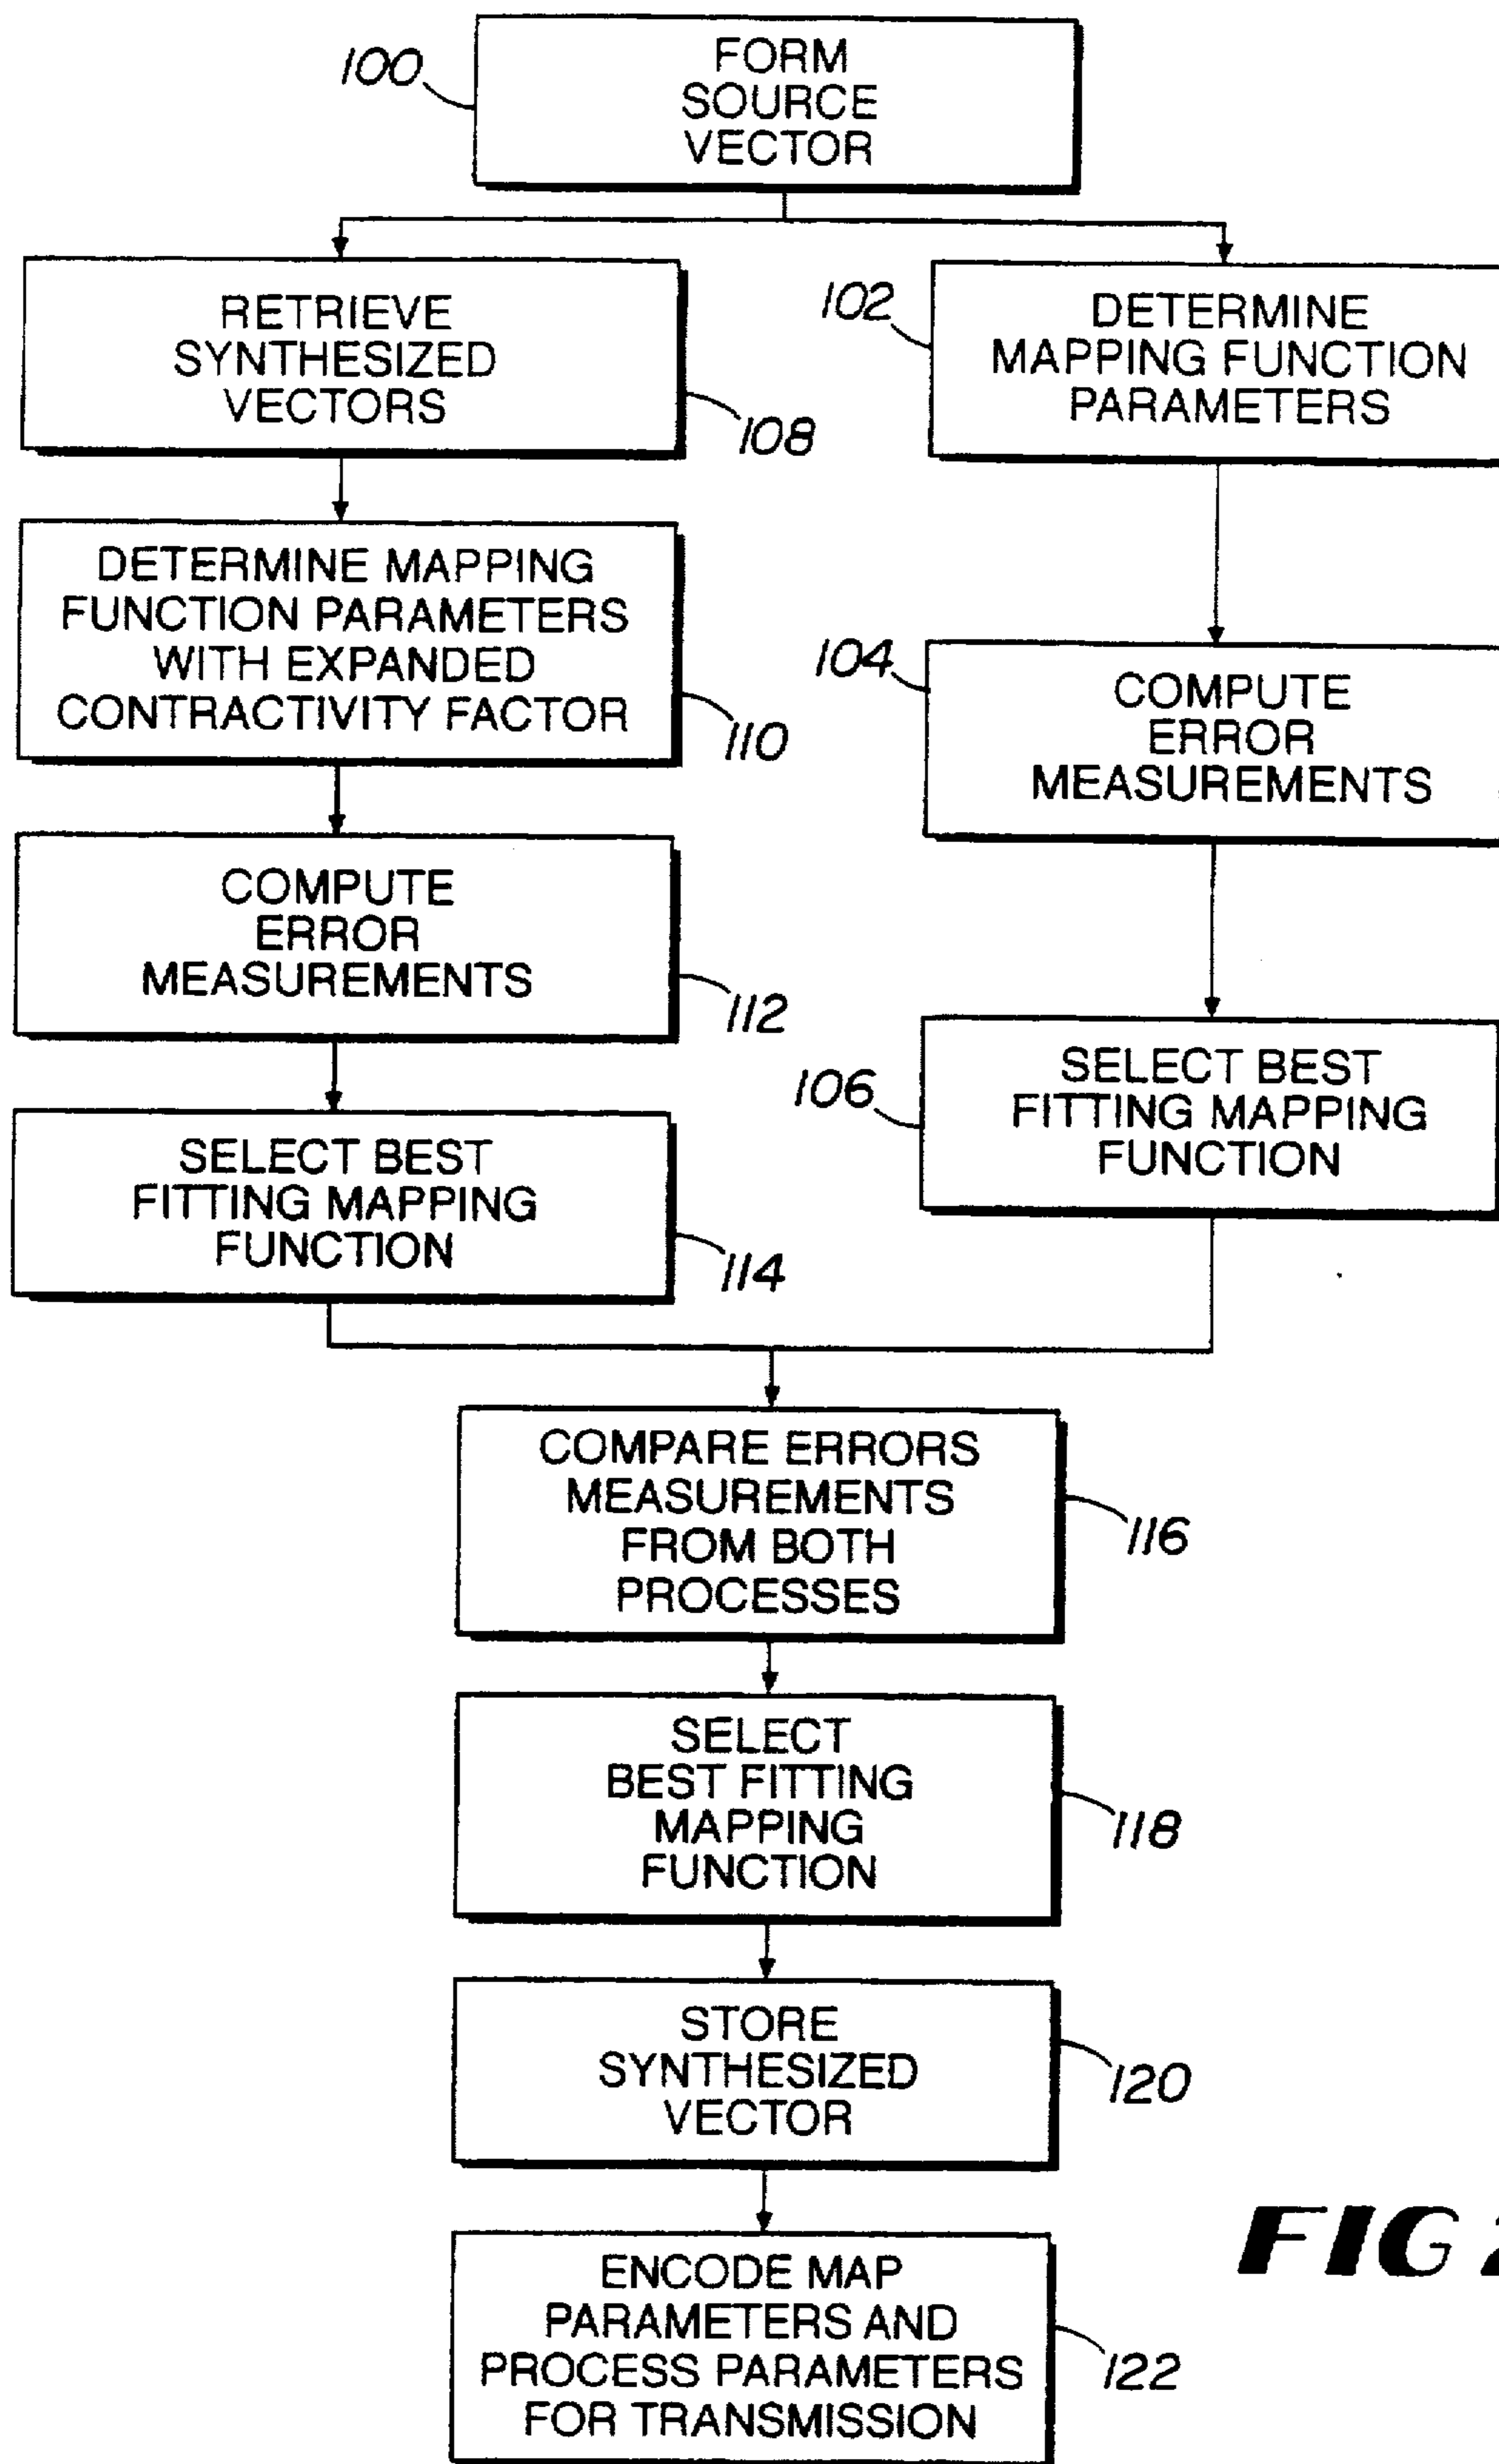 100
FORM
SOURCE
VECTOR
RETRIEVE
SYNTHESIZED
VECTORS
108
102
DETERMINE
MAPPING FUNCTION
PARAMETERS
DETERMINE MAPPING
FUNCTION PARAMETERS
WITH EXPANDED
CONTRACTIVITY FACTOR
110
104
COMPUTE
ERROR
MEASUREMENTS
COMPUTE
ERROR
MEASUREMENTS
112
106
SELECT BEST
FITTING MAPPING
FUNCTION
SELECT BEST
FITTING MAPPING
FUNCTION
114
COMPARE ERRORS
MEASUREMENTS
FROM BOTH
PROCESSES
116
SELECT
BEST FITTING
MAPPING
FUNCTION
118
STORE
SYNTHESIZED
VECTOR
120
ENCODE MAP
PARAMETERS AND
PROCESS PARAMETERS
FOR TRANSMISSION
122
FIG 2